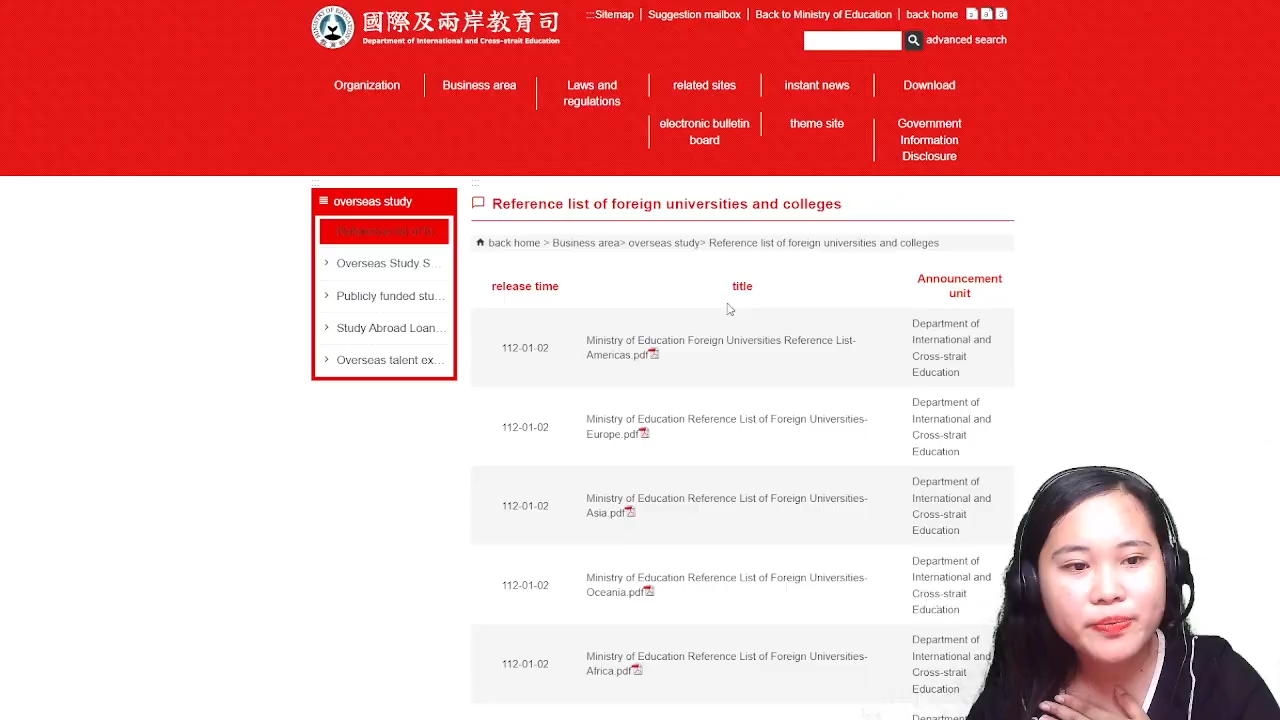 國際及兩岸教育司
Department of International and Cross-strait Education
:::Sitemap | Suggestion mailbox | Back to Ministry of Education | back home
advanced search
Organization
Business area
Laws and
regulations
related sites
instant news
Download
electronic bulletin
board
theme site
Government
Information
Disclosure
:::
:::
overseas study
Overseas Study S...
Publicly funded stu...
Study Abroad Loan...
Overseas talent ex...
Reference list of foreign universities and colleges
back home > Business area> overseas study> Reference list of foreign universities and colleges
release time
title
Announcement
unit
112-01-02
Ministry of Education Foreign Universities Reference List-
Americas.pdf
Department of
International and
Cross-strait
Education
112-01-02
Ministry of Education Reference List of Foreign Universities-
Europe.pdf
Department of
International and
Cross-strait
Education
112-01-02
Ministry of Education Reference List of Foreign Universities-
Asia.pdf
Department of
International and
Cross-strait
Education
112-01-02
Ministry of Education Reference List of Foreign Universities-
Oceania.pdf
Department of
International and
Cross-strait
Education
112-01-02
Ministry of Education Reference List of Foreign Universities-
Africa.pdf
Department of
International and
Cross-strait
Education